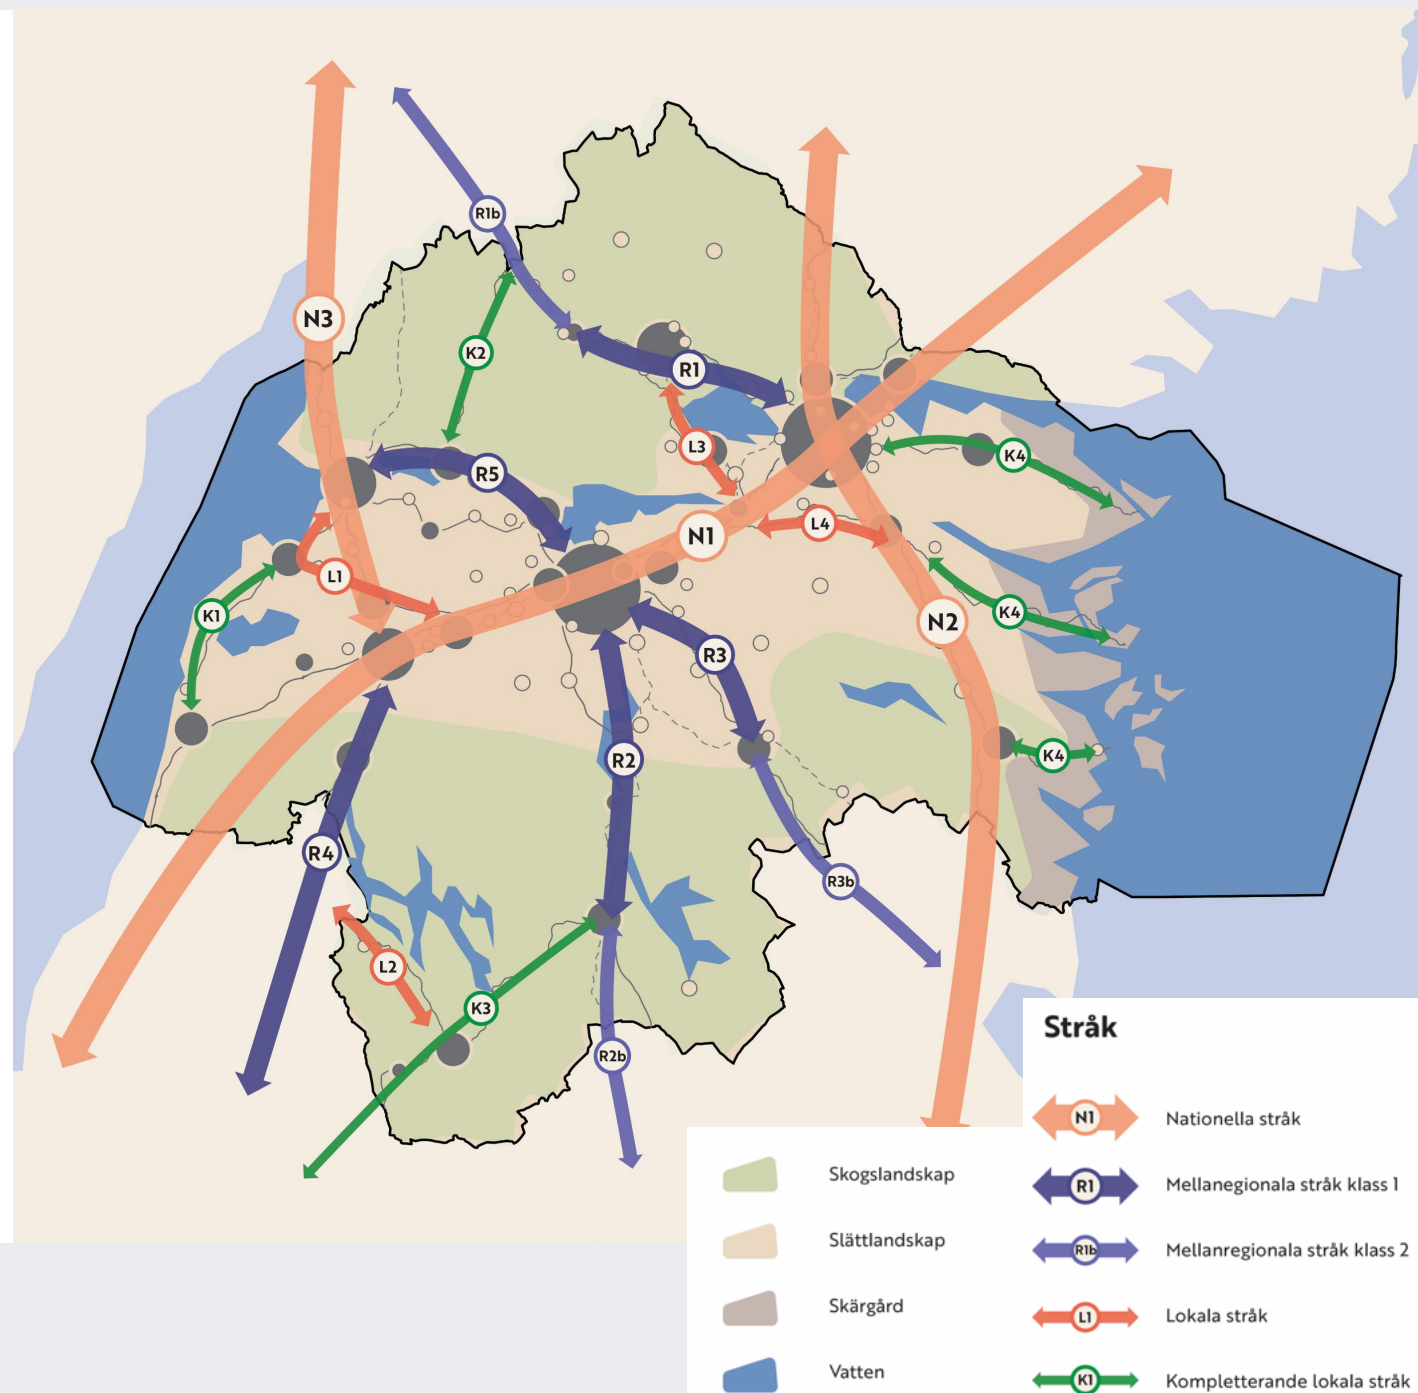 R1b
N3
K2
R1
L3
K4
R5
N1
L4
L1
K4
K1
N2
R3
K4
R2
R4
R3b
L2
K3
R2b
Stråk
N1 Nationella stråk
R1 Mellanegionala stråk klass 1
R1b Mellanregionala stråk klass 2
L1 Lokala stråk
K1 Kompletterande lokala stråk
Skogslandskap
Slättlandskap
Skärgård
Vatten